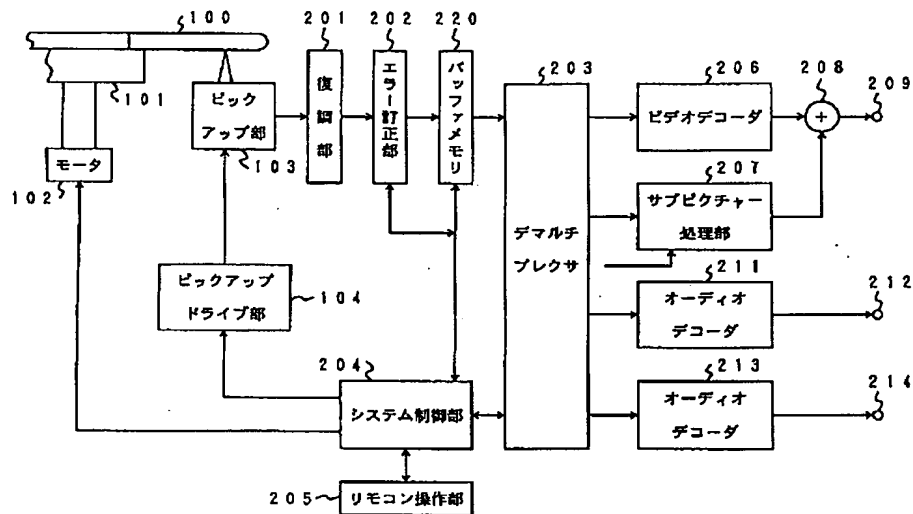 100
201
202
220
203
206
208
209
101
ピック
アップ部
103
復調部
エラー訂正部
バッファメモリ
ビデオデコーダ
モータ
102
207
サブピクチャー
処理部
デマルチ
プレクサ
ピックアップ
ドライブ部
104
211
オーディオ
デコーダ
212
204
システム制御部
213
オーディオ
デコーダ
214
205
リモコン操作部
+